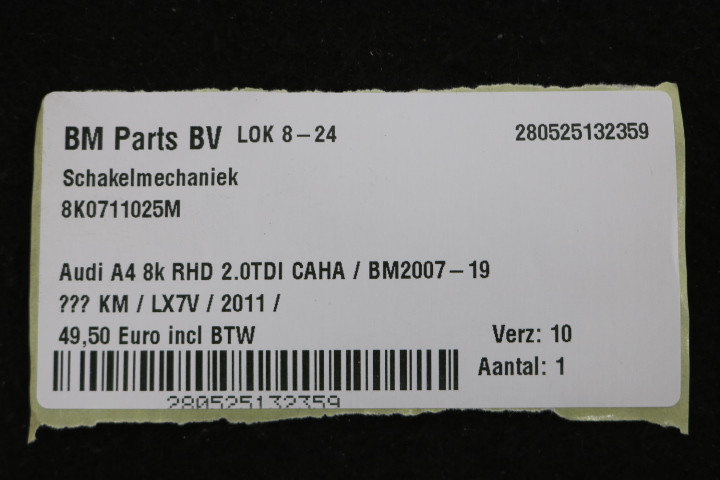 BM Parts BV LOK 8-24 280525132359
Schakelmechaniek
8K0711025M
Audi A4 8k RHD 2.0TDI CAHA / BM2007-19
??? KM / LX7V / 2011 /
49,50 Euro incl BTW Verz: 10
Aantal: 1
280525132359